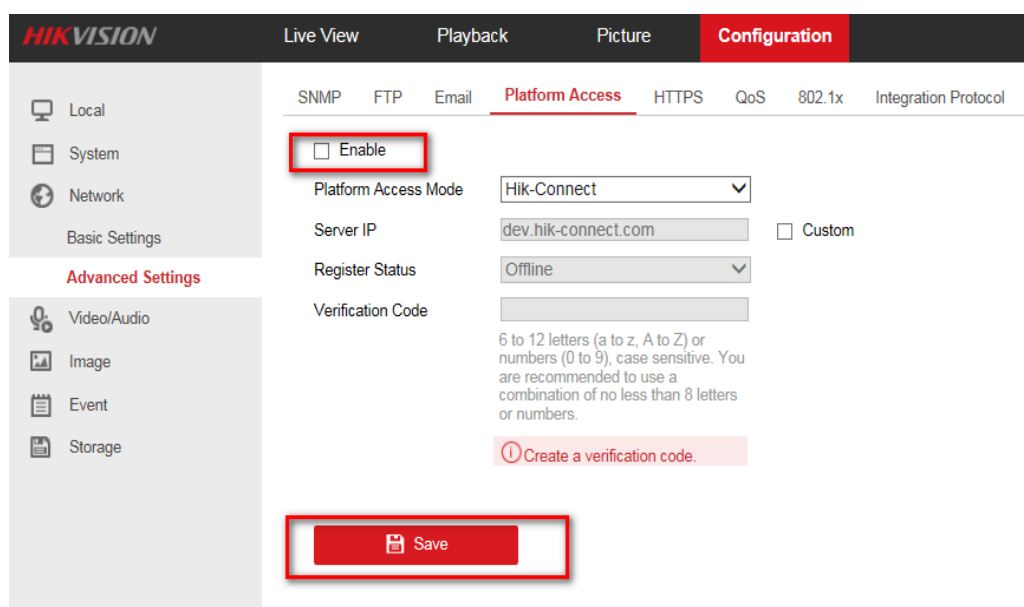 HIKVISION
Live View
Playback
Picture
Configuration
Local
System
Network
Basic Settings
Advanced Settings
Video/Audio
Image
Event
Storage
SNMP
FTP
Email
Platform Access
HTTPS
QoS
802.1x
Integration Protocol
Enable
Platform Access Mode
Hik-Connect
Server IP
dev.hik-connect.com
Custom
Register Status
Offline
Verification Code
6 to 12 letters (a to z, A to Z) or
numbers (0 to 9), case sensitive. You
are recommended to use a
combination of no less than 8 letters
or numbers.
Create a verification code.
Save